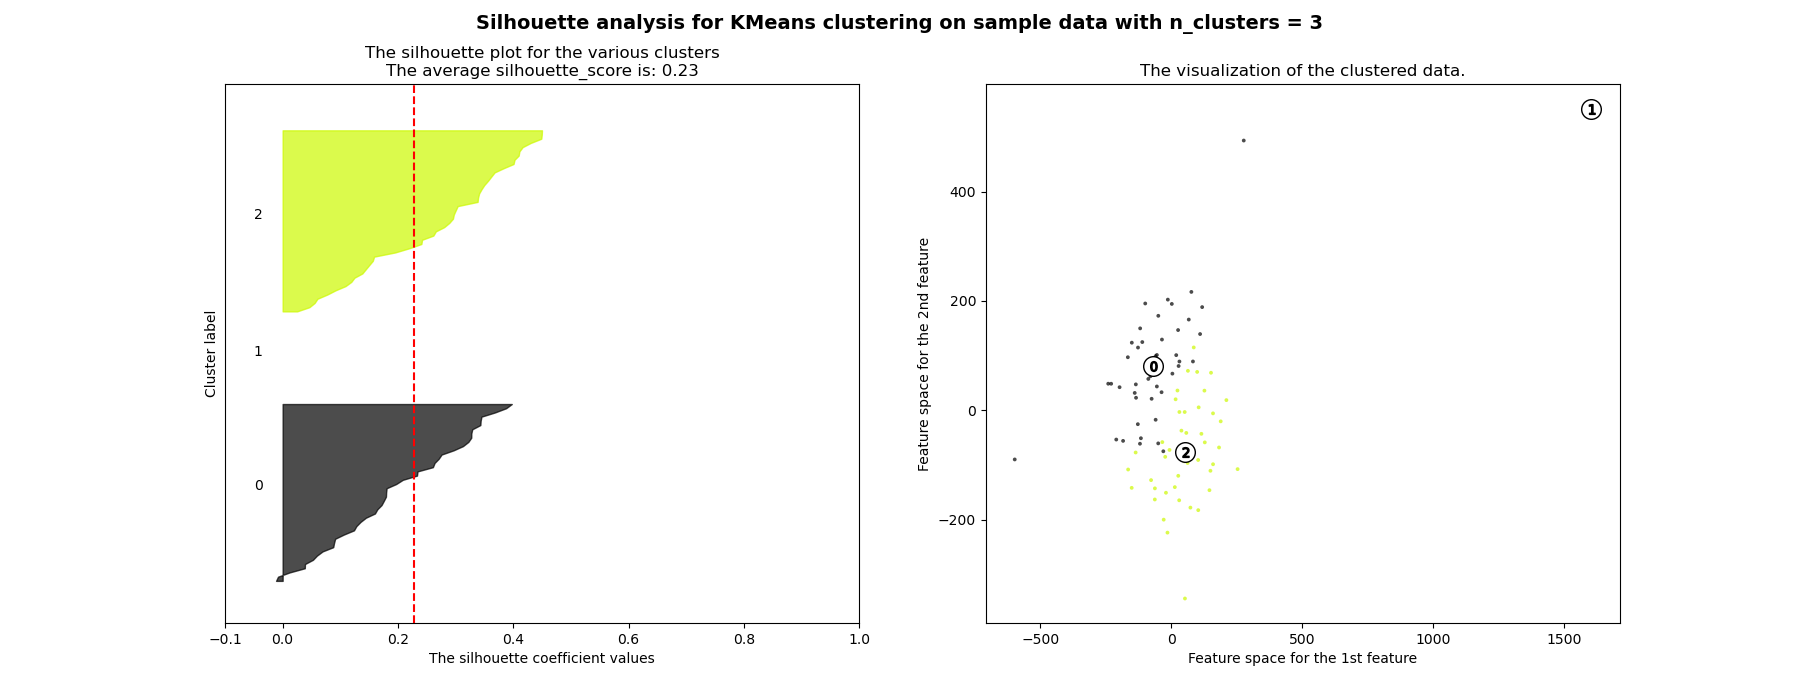 Silhouette analysis for KMeans clustering on sample data with n_clusters = 3
The silhouette plot for the various clusters
The average silhouette_score is: 0.23
Cluster label
2
1
0
−0.1 0.0 0.2 0.4 0.6 0.8 1.0
The silhouette coefficient values
The visualization of the clustered data.
Feature space for the 2nd feature
400
200
0
−200
1
0
2
−500 0 500 1000 1500
Feature space for the 1st feature